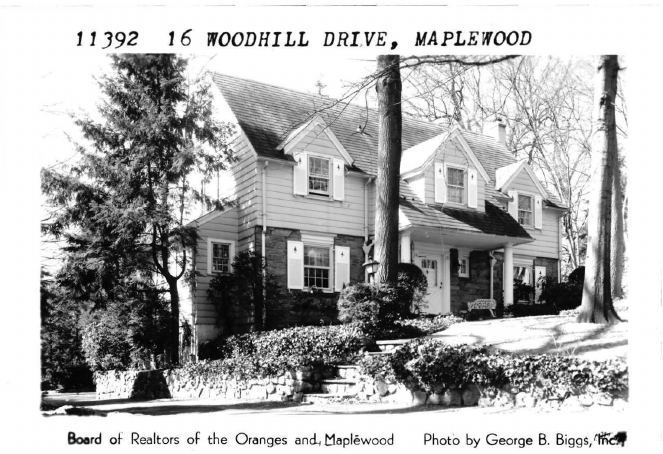 11392 16 WOODHILL DRIVE, MAPLEWOOD
Board of Realtors of the Oranges and Maplewood Photo by George B. Biggs, Inc.